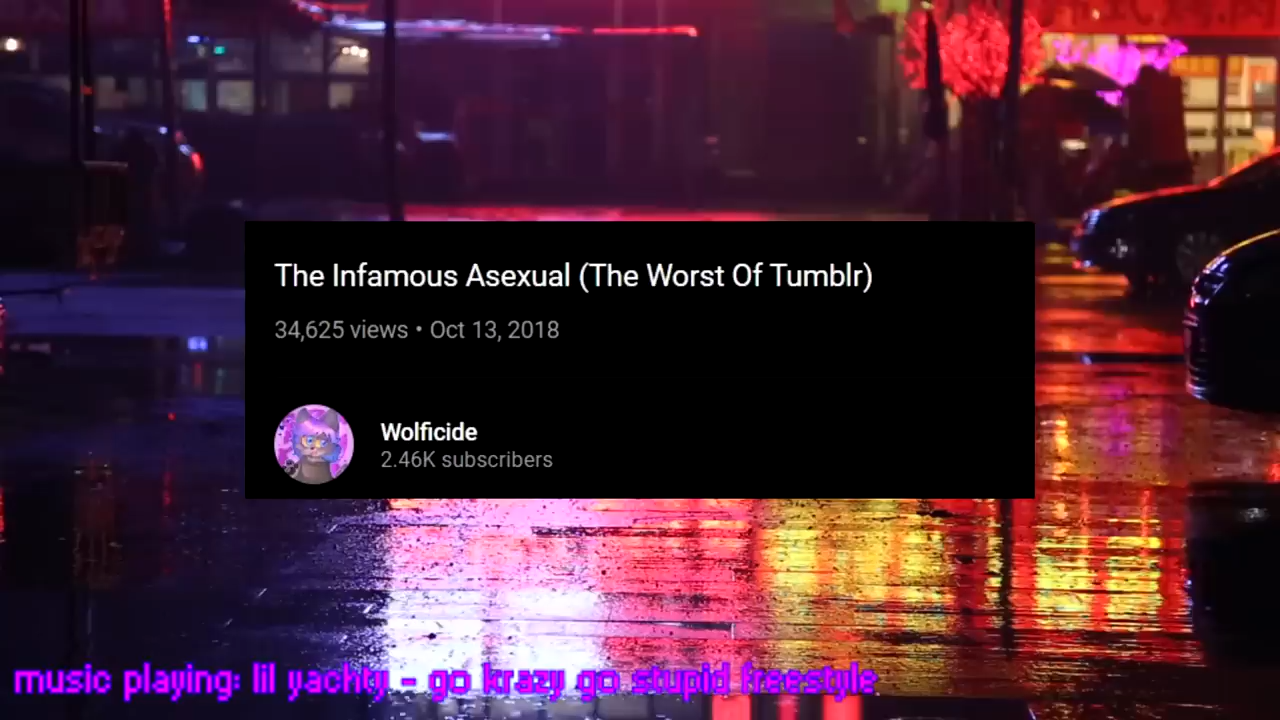 The Infamous Asexual (The Worst Of Tumblr)
34,625 views • Oct 13, 2018
Wolficide
2.46K subscribers
music playing: lil yachty - go krazy go stupid freestyle